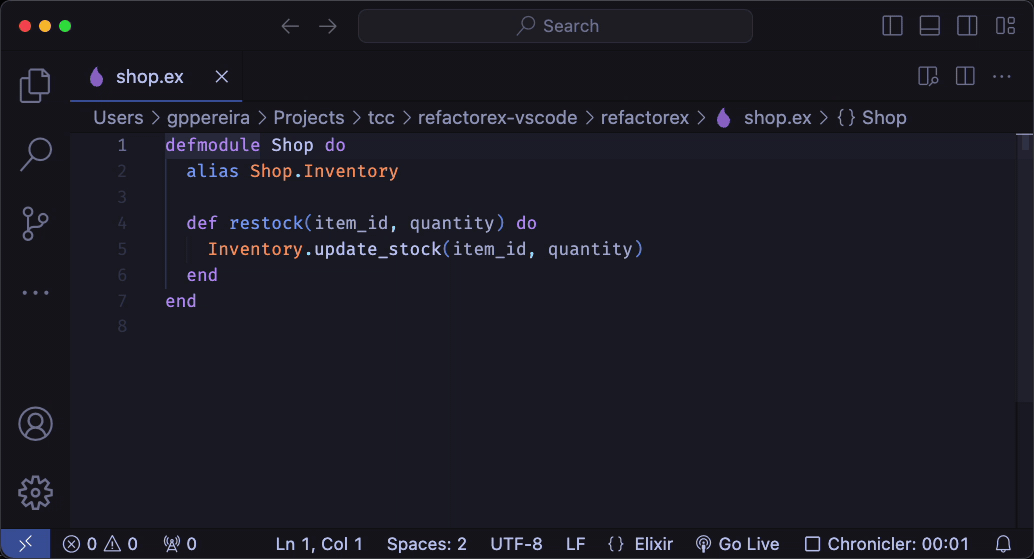 Search
shop.ex
Users > gppereira > Projects > tcc > refactorex-vscode > refactorex > shop.ex > {} Shop
1 defmodule Shop do
2   alias Shop.Inventory
3
4   def restock(item_id, quantity) do
5     Inventory.update_stock(item_id, quantity)
6   end
7 end
8
0 0 0 Ln 1, Col 1 Spaces: 2 UTF-8 LF {} Elixir Go Live Chronicler: 00:01